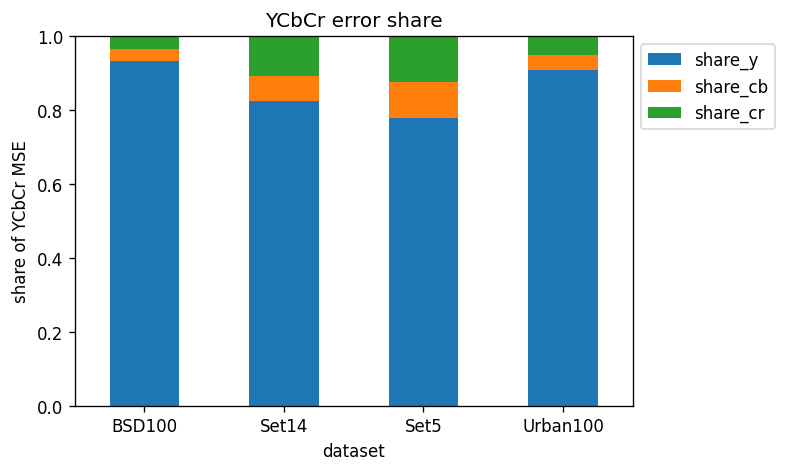 YCbCr error share
share of YCbCr MSE
1.0
0.8
0.6
0.4
0.2
0.0
BSD100
Set14
Set5
Urban100
dataset
share_y
share_cb
share_cr